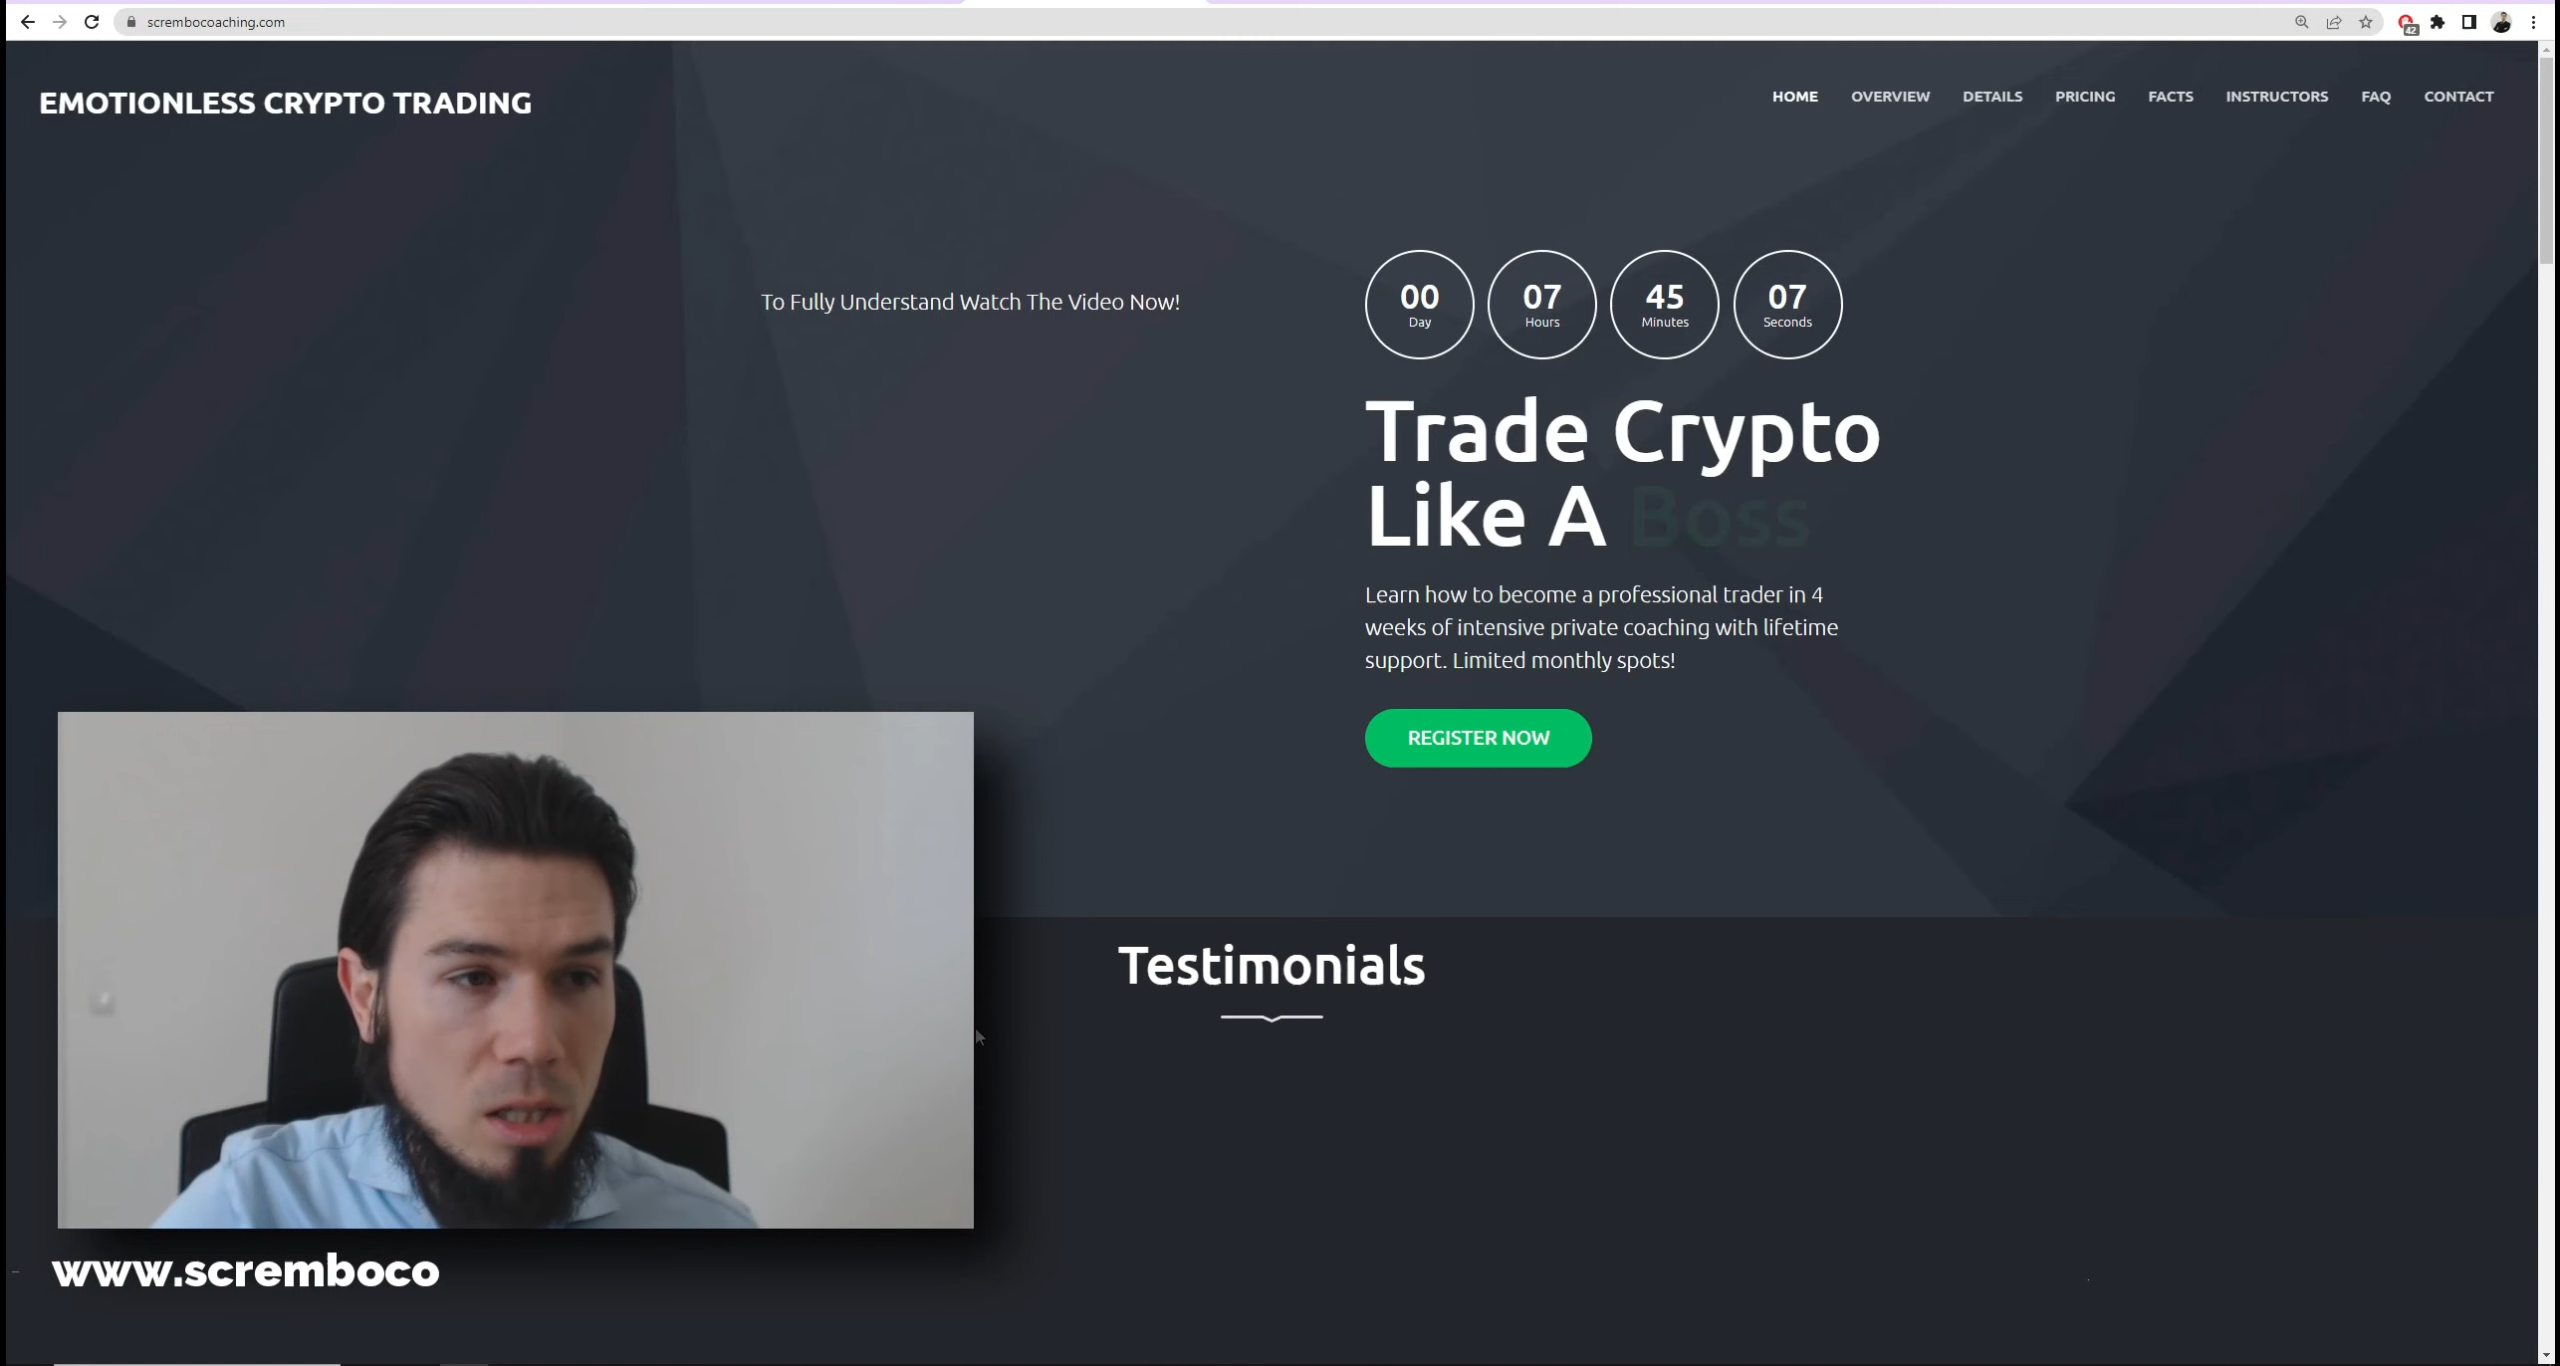 scrembocoaching.com
42
EMOTIONLESS CRYPTO TRADING
HOME OVERVIEW DETAILS PRICING FACTS INSTRUCTORS FAQ CONTACT
To Fully Understand Watch The Video Now!
00 07 45 07
Day Hours Minutes Seconds
Trade Crypto
Like A Boss
Learn how to become a professional trader in 4
weeks of intensive private coaching with lifetime
support. Limited monthly spots!
REGISTER NOW
Testimonials
www.scremboco